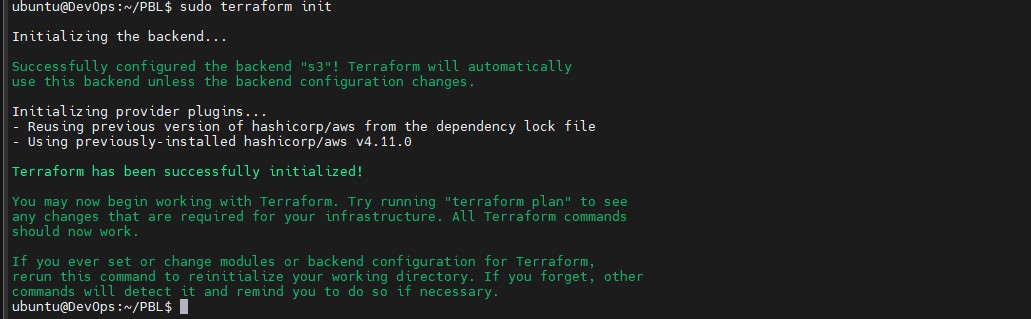 ubuntu@DevOps:~/PBL$ sudo terraform init
Initializing the backend...
Successfully configured the backend "s3"! Terraform will automatically
use this backend unless the backend configuration changes.
Initializing provider plugins...
- Reusing previous version of hashicorp/aws from the dependency lock file
- Using previously-installed hashicorp/aws v4.11.0
Terraform has been successfully initialized!
You may now begin working with Terraform. Try running "terraform plan" to see
any changes that are required for your infrastructure. All Terraform commands
should now work.
If you ever set or change modules or backend configuration for Terraform,
rerun this command to reinitialize your working directory. If you forget, other
commands will detect it and remind you to do so if necessary.
ubuntu@DevOps:~/PBL$